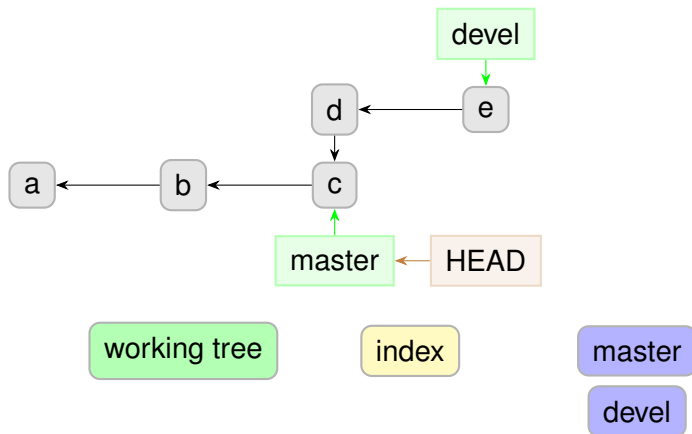 devel
d e
a b c
master HEAD
working tree index master
devel